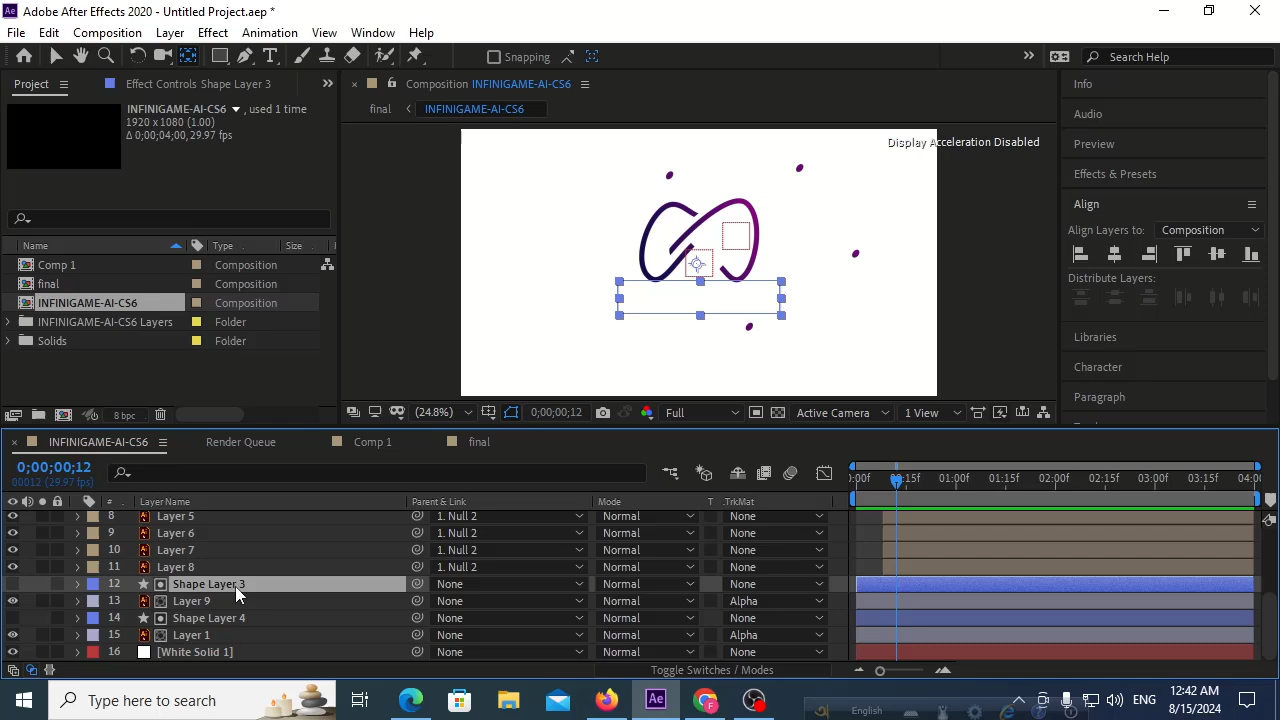 Adobe After Effects 2020 - Untitled Project.aep *
File Edit Composition Layer Effect Animation View Window Help
Snapping
Search Help
Project
Effect Controls Shape Layer 3
Composition INFINIGAME-AI-CS6
Info
INFINIGAME-AI-CS6 , used 1 time
1920 x 1080 (1.00)
Δ 0;00;04;00, 29.97 fps
final
INFINIGAME-AI-CS6
Audio
Display Acceleration Disabled
Preview
Effects & Presets
Align
Align Layers to: Composition
Distribute Layers:
Name Type Size
Comp 1 Composition
final Composition
INFINIGAME-AI-CS6 Composition
INFINIGAME-AI-CS6 Layers Folder
Solids Folder
Libraries
Character
Paragraph
8 bpc
(24.8%) 0;00;00;12 Full Active Camera 1 View
INFINIGAME-AI-CS6 Render Queue Comp 1 final
0;00;00;12
00012 (29.97 fps)
# Layer Name Parent & Link Mode T .TrkMat
01:00f 01:15f 02:00f 02:15f 03:00f 03:15f 04:00
8 Layer 5 1. Null 2 Normal None
9 Layer 6 1. Null 2 Normal None
10 Layer 7 1. Null 2 Normal None
11 Layer 8 1. Null 2 Normal None
12 Shape Layer 3 None Normal None
13 Layer 9 None Normal Alpha
14 Shape Layer 4 None Normal None
15 Layer 1 None Normal Alpha
16 [White Solid 1] None Normal None
Toggle Switches / Modes
Type here to search
ENG
12:42 AM
8/15/2024
English